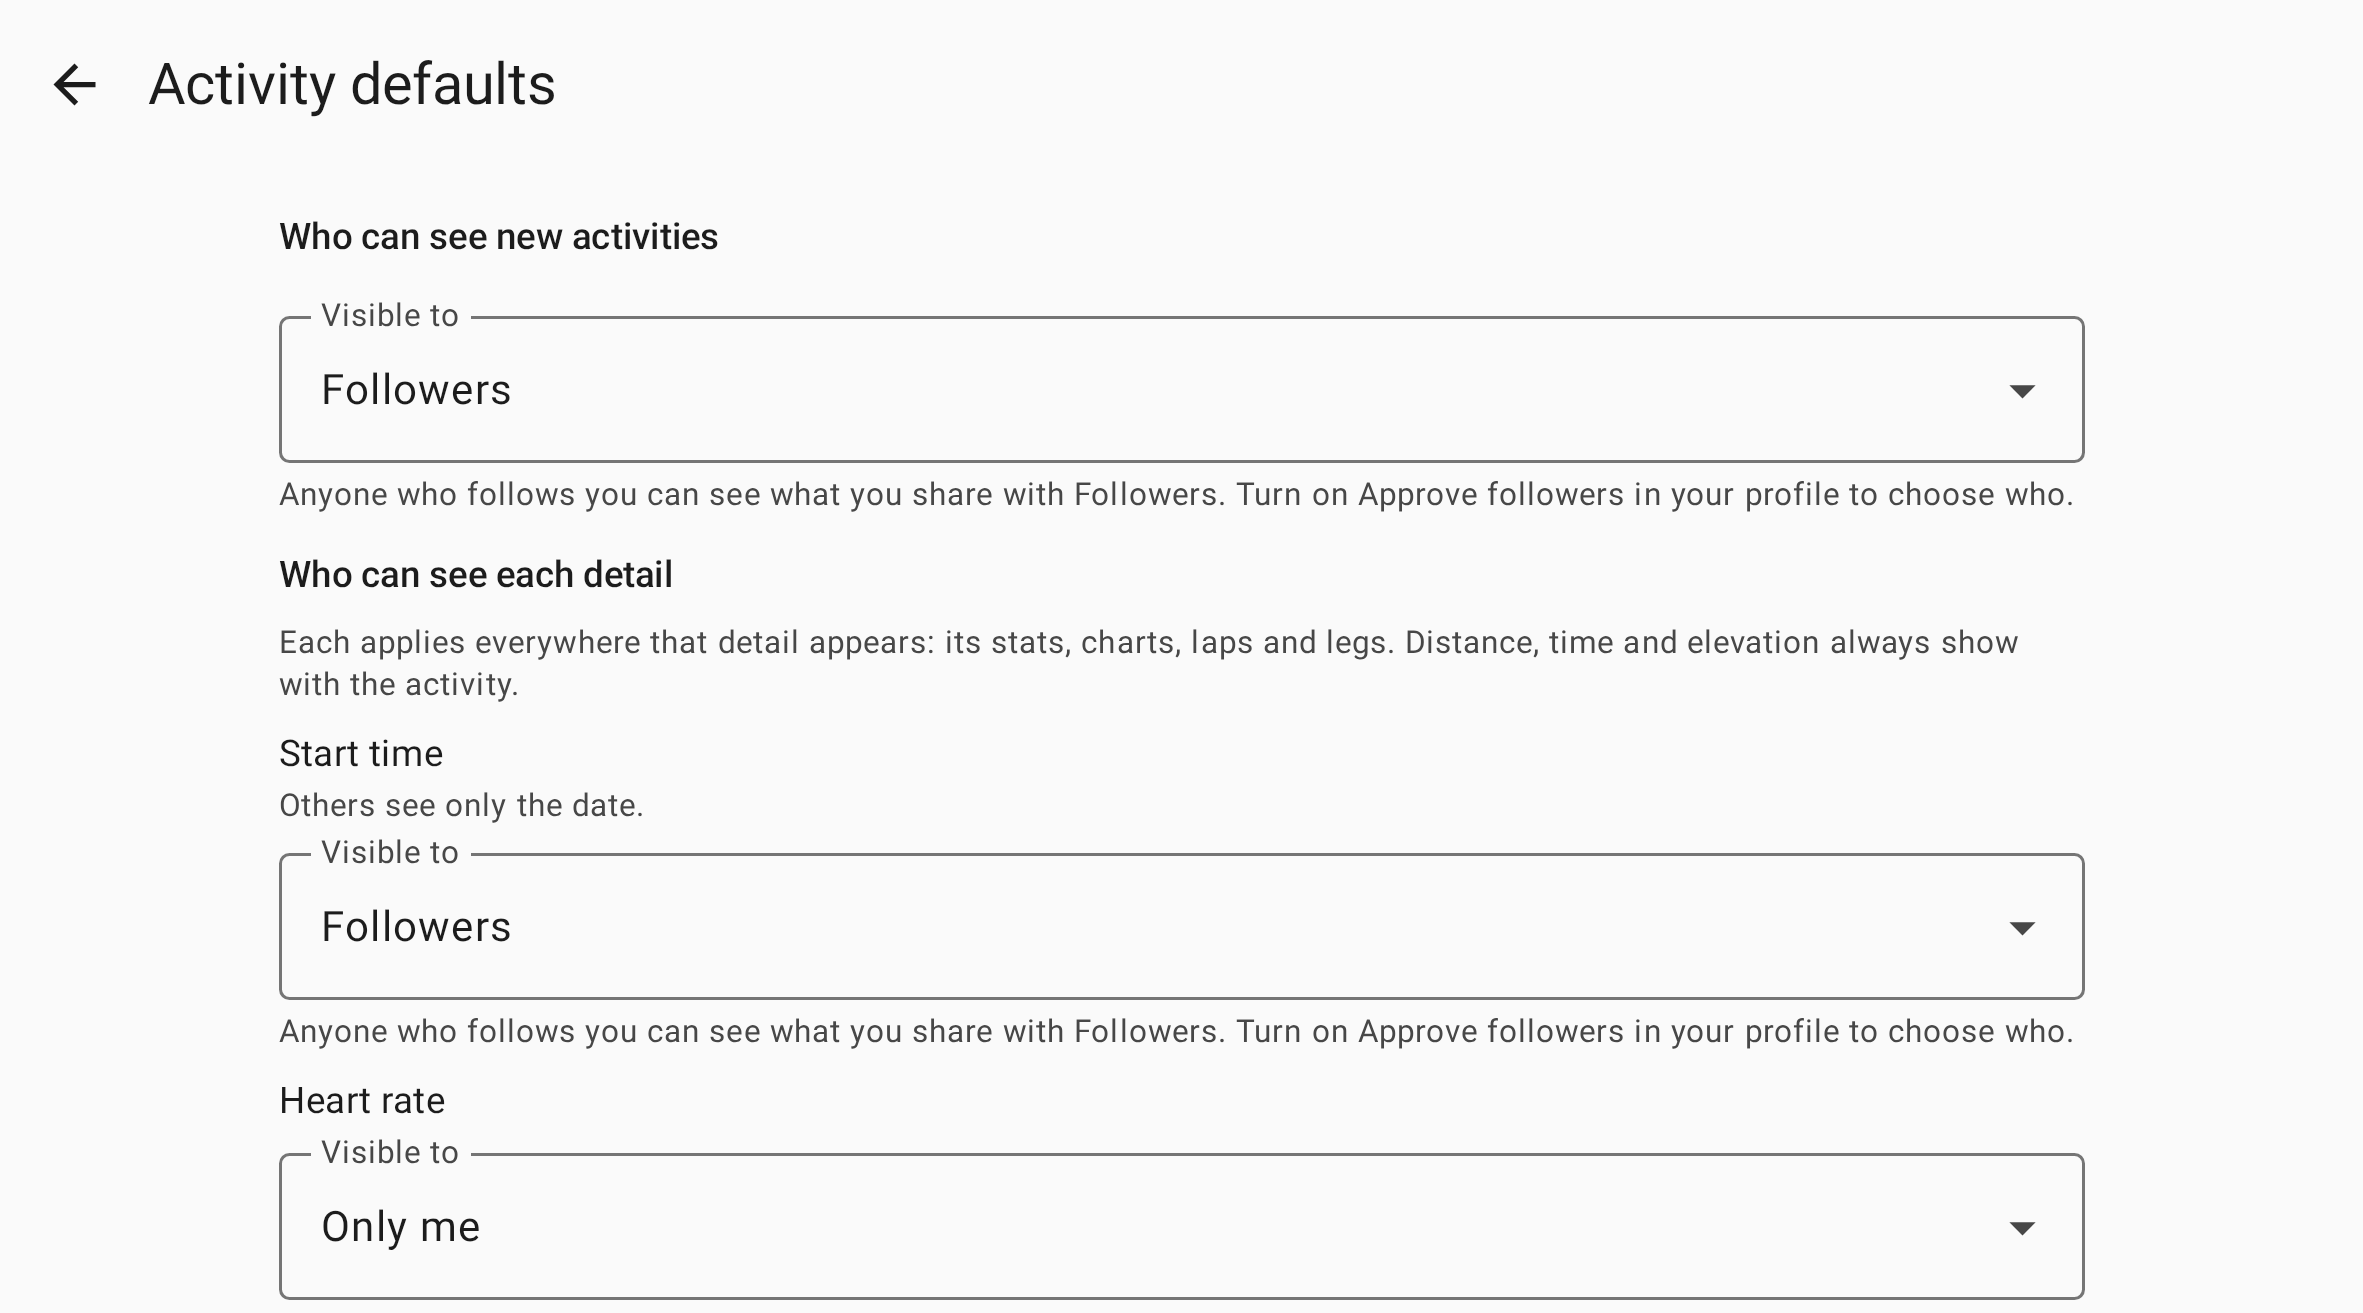 Activity defaults
Who can see new activities
Visible to
Followers
Anyone who follows you can see what you share with Followers. Turn on Approve followers in your profile to choose who.
Who can see each detail
Each applies everywhere that detail appears: its stats, charts, laps and legs. Distance, time and elevation always show
with the activity.
Start time
Others see only the date.
Visible to
Followers
Anyone who follows you can see what you share with Followers. Turn on Approve followers in your profile to choose who.
Heart rate
Visible to
Only me